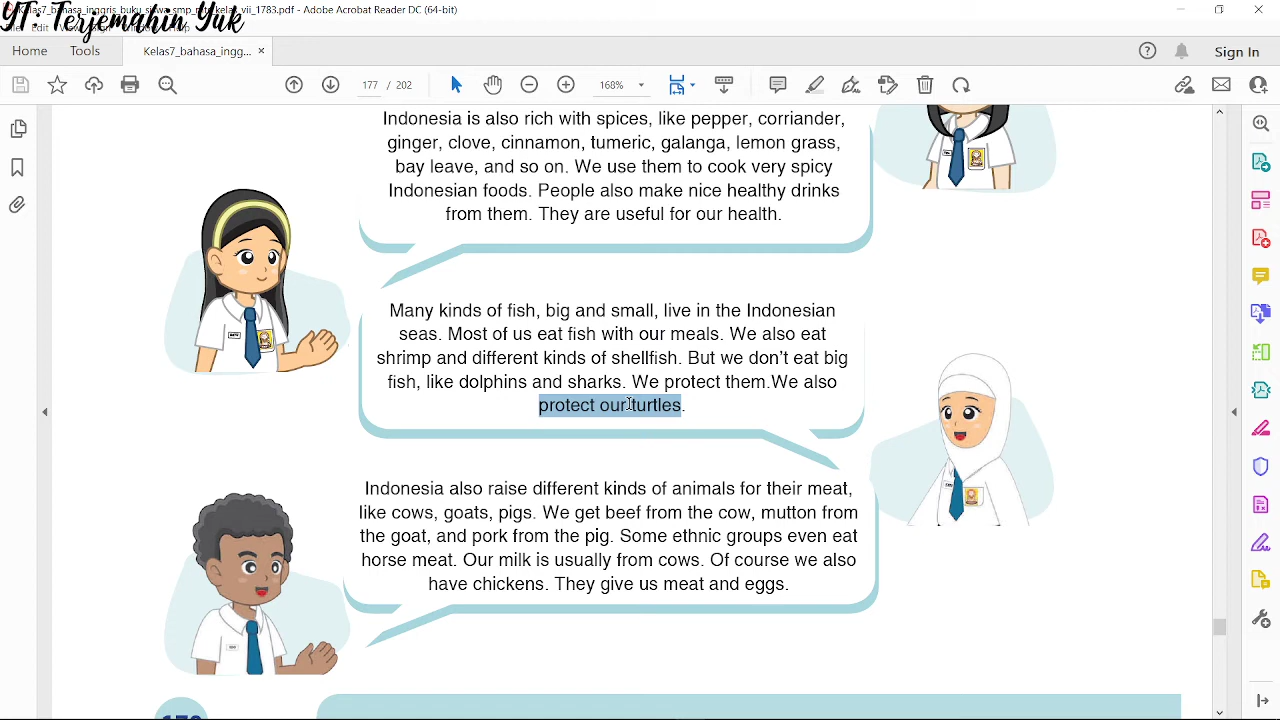 YT: Terjemahin Yuk
kelas7_bahasa_inggris_buku_siswa_smp_mts_kelas_vii_1783.pdf - Adobe Acrobat Reader DC (64-bit)
Home Tools Kelas7_bahasa_ingg... × Sign In
177 / 202 168%
Indonesia is also rich with spices, like pepper, corriander,
ginger, clove, cinnamon, tumeric, galanga, lemon grass,
bay leave, and so on. We use them to cook very spicy
Indonesian foods. People also make nice healthy drinks
from them. They are useful for our health.
Many kinds of fish, big and small, live in the Indonesian
seas. Most of us eat fish with our meals. We also eat
shrimp and different kinds of shellfish. But we don't eat big
fish, like dolphins and sharks. We protect them.We also
protect our turtles.
Indonesia also raise different kinds of animals for their meat,
like cows, goats, pigs. We get beef from the cow, mutton from
the goat, and pork from the pig. Some ethnic groups even eat
horse meat. Our milk is usually from cows. Of course we also
have chickens. They give us meat and eggs.